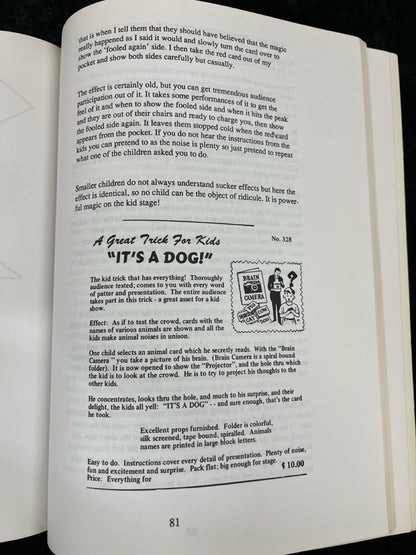 that is when I tell them that they should have believed that the magic
really happened as I said it would and slowly turn the card over to
show the 'fooled again' side. I then take the red card out of my
pocket and show both sides carefully but casually.
The effect is certainly old, but you can get tremendous audience
participation out of it. It takes some performances of it to get the
feel of it and when to show the fooled side and when it hits the peak
and they are out of their chairs and ready to charge you, then show
the fooled side again. It leaves them stopped cold when the red card
appears from the pocket. If you do not hear the instructions from the
kids you can pretend to as the noise is plenty so just pretend to repeat
what one of the children asked you to do.
Smaller children do not always understand sucker effects but here the
effect is identical, so no child can be the object of ridicule. It is power-
ful magic on the kid stage!
A Great Trick For Kids
No. 328
"IT'S A DOG!"
The kid trick that has everything! Thoroughly
audience tested; comes to you with every word
of patter and presentation. The entire audience
takes part in this trick - a great asset for a kid
show.
Effect: As if to test the crowd, cards with the
names of various animals are shown and all the
kids make animal noises in unison.
BRAIN
CAMERA
One child selects an animal card which he secretly reads. With the "Brain
Camera" you take a picture of his brain. (Brain Camera is a spiral bound
folder). It is now opened to show the "Projector", and the hole thru which
the kid is to look at the crowd. He is to try to project his thoughts to the
other kids.
He concentrates, looks thru the hole, and much to his surprise, and their
delight, the kids all yell: "IT'S A DOG" -- and sure enough, that's the card
he took.
Excellent props furnished. Folder is colorful,
silk screened, tape bound, spiralled. Animals
names are printed in large block letters.
Easy to do. Instructions cover every detail of presentation. Plenty of noise,
fun and excitement and surprise. Pack flat; big enough for stage.
Price: Everything for
$ 10.00
81